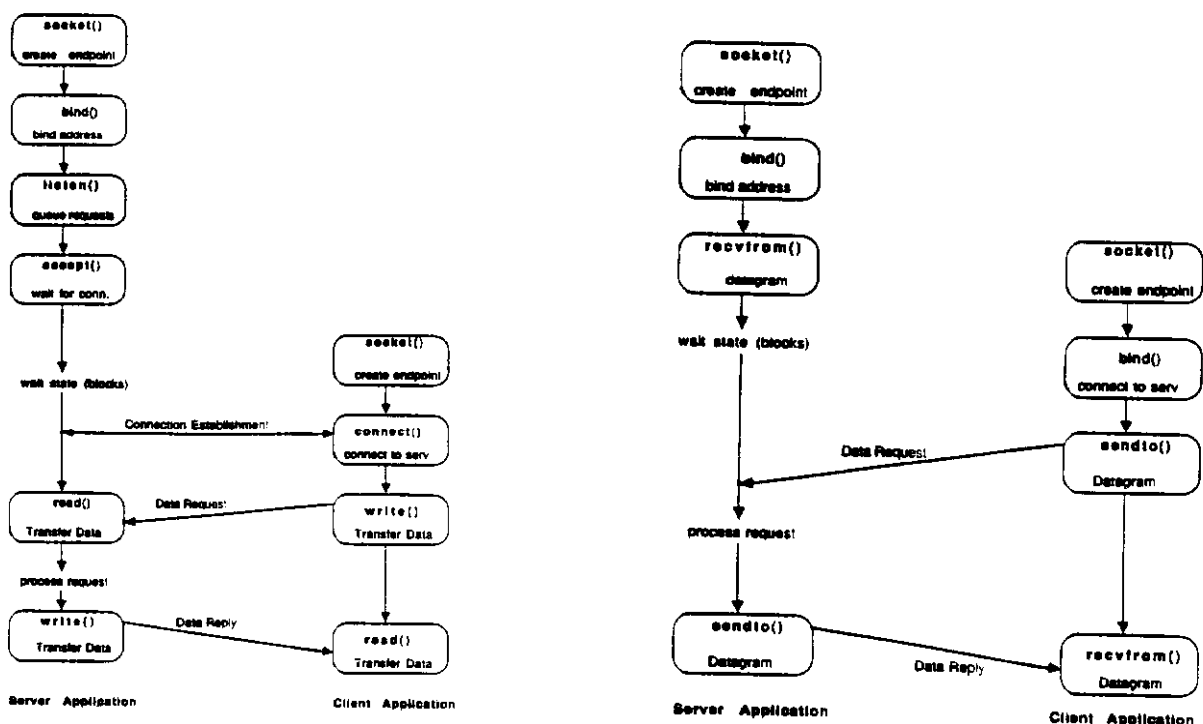 socket()
create endpoint
bind()
bind address
listen()
queue requests
accept()
wait for conn.
wait state (blocks)
socket()
create endpoint
Connection Establishment
connect()
connect to serv
Data Request
read()
Transfer Data
write()
Transfer Data
process request
write()
Transfer Data
Data Reply
read()
Transfer Data
Server Application
Client Application
socket()
create endpoint
bind()
bind address
recvfrom()
datagram
wait state (blocks)
socket()
create endpoint
bind()
connect to serv
Data Request
sendto()
Datagram
process request
sendto()
Datagram
Data Reply
recvfrom()
Datagram
Server Application
Client Application